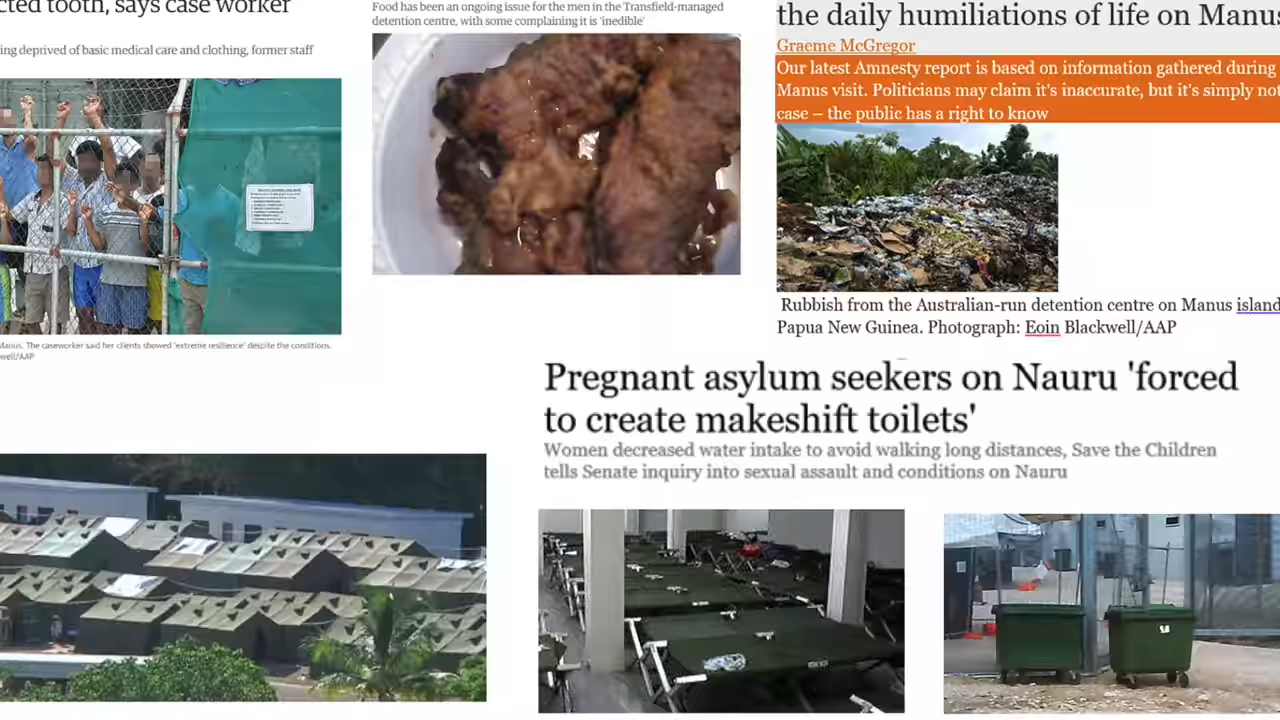 cted tooth, says case worker
ing deprived of basic medical care and clothing, former staff
Manus. The caseworker said her clients showed 'extreme resilience' despite the conditions.
well/AAP
Food has been an ongoing issue for the men in the Transfield-managed
detention centre, with some complaining it is 'inedible'
the daily humiliations of life on Manus
Graeme McGregor
Our latest Amnesty report is based on information gathered during
Manus visit. Politicians may claim it's inaccurate, but it's simply not
case – the public has a right to know
Rubbish from the Australian-run detention centre on Manus island
Papua New Guinea. Photograph: Eoin Blackwell/AAP
Pregnant asylum seekers on Nauru 'forced
to create makeshift toilets'
Women decreased water intake to avoid walking long distances, Save the Children
tells Senate inquiry into sexual assault and conditions on Nauru